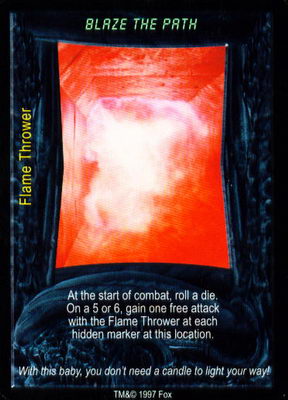 BLAZE THE PATH
Flame Thrower
At the start of combat, roll a die.
On a 5 or 6, gain one free attack
with the Flame Thrower at each
hidden marker at this location.
With this baby, you don't need a candle to light your way!
TM&© 1997 Fox